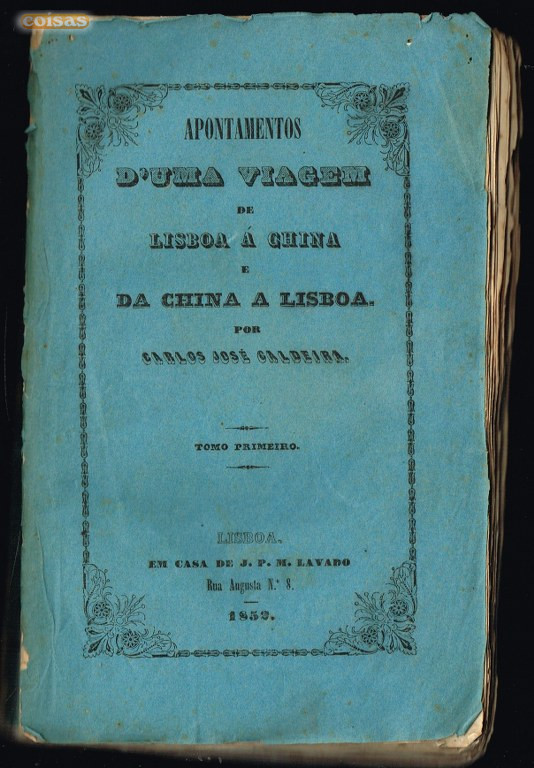 coisas
APONTAMENTOS
D'UMA VIAGEM
DE
LISBOA Á CHINA
E
DA CHINA A LISBOA.
POR
CARLOS JOSÉ CALDEIRA.
TOMO PRIMEIRO.
LISBOA.
EM CASA DE J. P. M. LAVADO
Rua Augusta N.º 8.